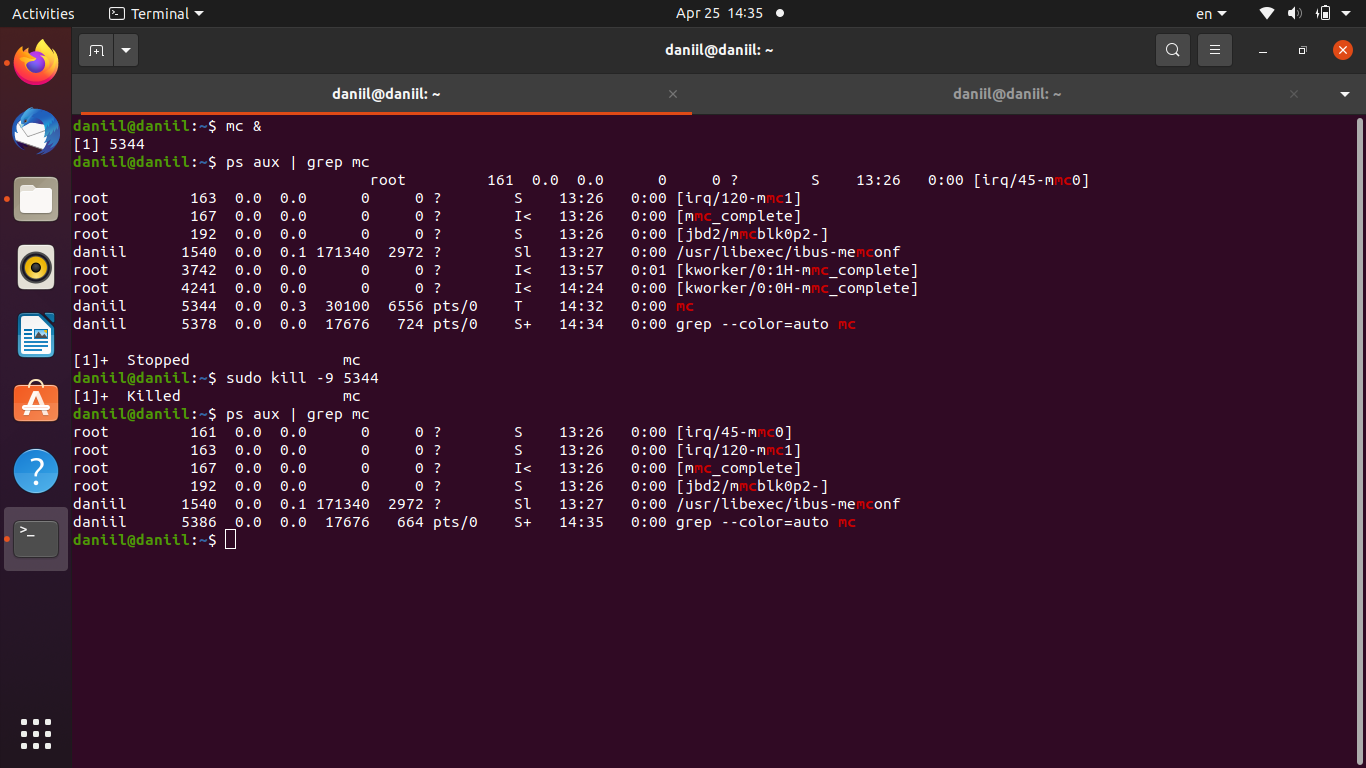 Activities Terminal Apr 25 14:35 en
daniil@daniil: ~
daniil@daniil: ~ daniil@daniil: ~
daniil@daniil:~$ mc &
[1] 5344
daniil@daniil:~$ ps aux | grep mc
root 161 0.0 0.0 0 0 ? S 13:26 0:00 [irq/45-mmc0]
root 163 0.0 0.0 0 0 ? S 13:26 0:00 [irq/120-mmc1]
root 167 0.0 0.0 0 0 ? I< 13:26 0:00 [mmc_complete]
root 192 0.0 0.0 0 0 ? S 13:26 0:00 [jbd2/mmcblk0p2-]
daniil 1540 0.0 0.1 171340 2972 ? Sl 13:27 0:00 /usr/libexec/ibus-memconf
root 3742 0.0 0.0 0 0 ? I< 13:57 0:01 [kworker/0:1H-mmc_complete]
root 4241 0.0 0.0 0 0 ? I< 14:24 0:00 [kworker/0:0H-mmc_complete]
daniil 5344 0.0 0.3 30100 6556 pts/0 T 14:32 0:00 mc
daniil 5378 0.0 0.0 17676 724 pts/0 S+ 14:34 0:00 grep --color=auto mc
[1]+ Stopped mc
daniil@daniil:~$ sudo kill -9 5344
[1]+ Killed mc
daniil@daniil:~$ ps aux | grep mc
root 161 0.0 0.0 0 0 ? S 13:26 0:00 [irq/45-mmc0]
root 163 0.0 0.0 0 0 ? S 13:26 0:00 [irq/120-mmc1]
root 167 0.0 0.0 0 0 ? I< 13:26 0:00 [mmc_complete]
root 192 0.0 0.0 0 0 ? S 13:26 0:00 [jbd2/mmcblk0p2-]
daniil 1540 0.0 0.1 171340 2972 ? Sl 13:27 0:00 /usr/libexec/ibus-memconf
daniil 5386 0.0 0.0 17676 664 pts/0 S+ 14:35 0:00 grep --color=auto mc
daniil@daniil:~$